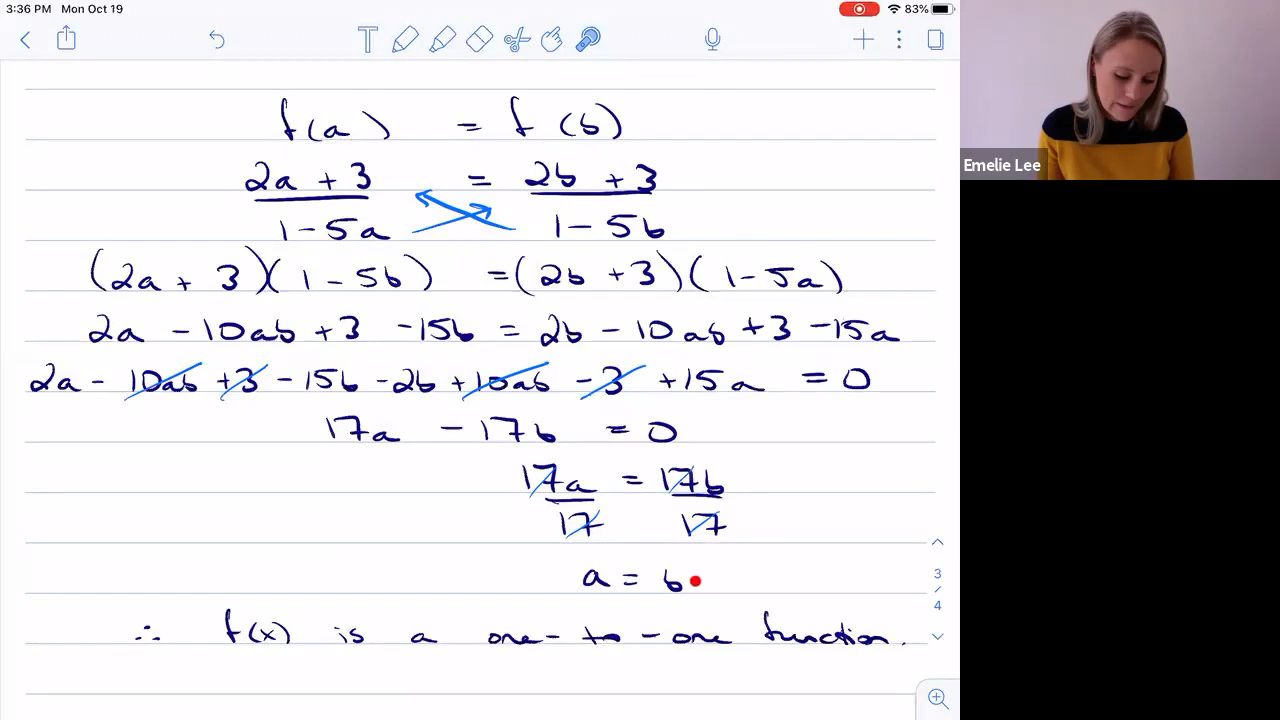 3:36 PM Mon Oct 19
83%
T
f(a) = f(b)
2a + 3 = 2b + 3
1 - 5a 1 - 5b
(2a + 3)(1 - 5b) = (2b + 3)(1 - 5a)
2a - 10ab + 3 - 15b = 2b - 10ab + 3 - 15a
2a - 10ab + 3 - 15b - 2b + 10ab - 3 + 15a = 0
17a - 17b = 0
17a = 17b
17 17
a = b
∴ f(x) is a one-to-one function.
3
/
4
Emelie Lee